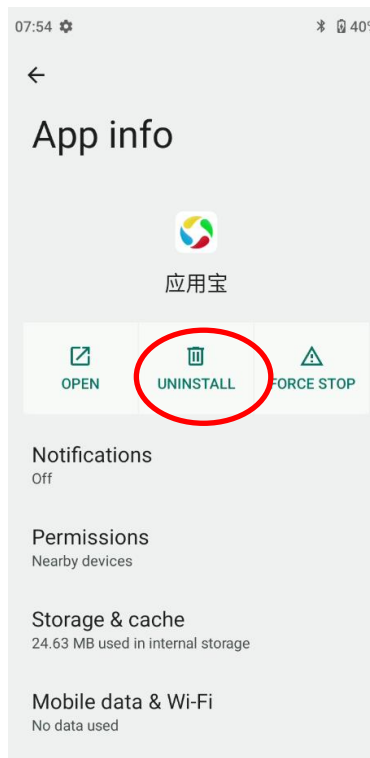 07:54 40%
App info
应用宝
OPEN UNINSTALL FORCE STOP
Notifications
Off
Permissions
Nearby devices
Storage & cache
24.63 MB used in internal storage
Mobile data & Wi-Fi
No data used